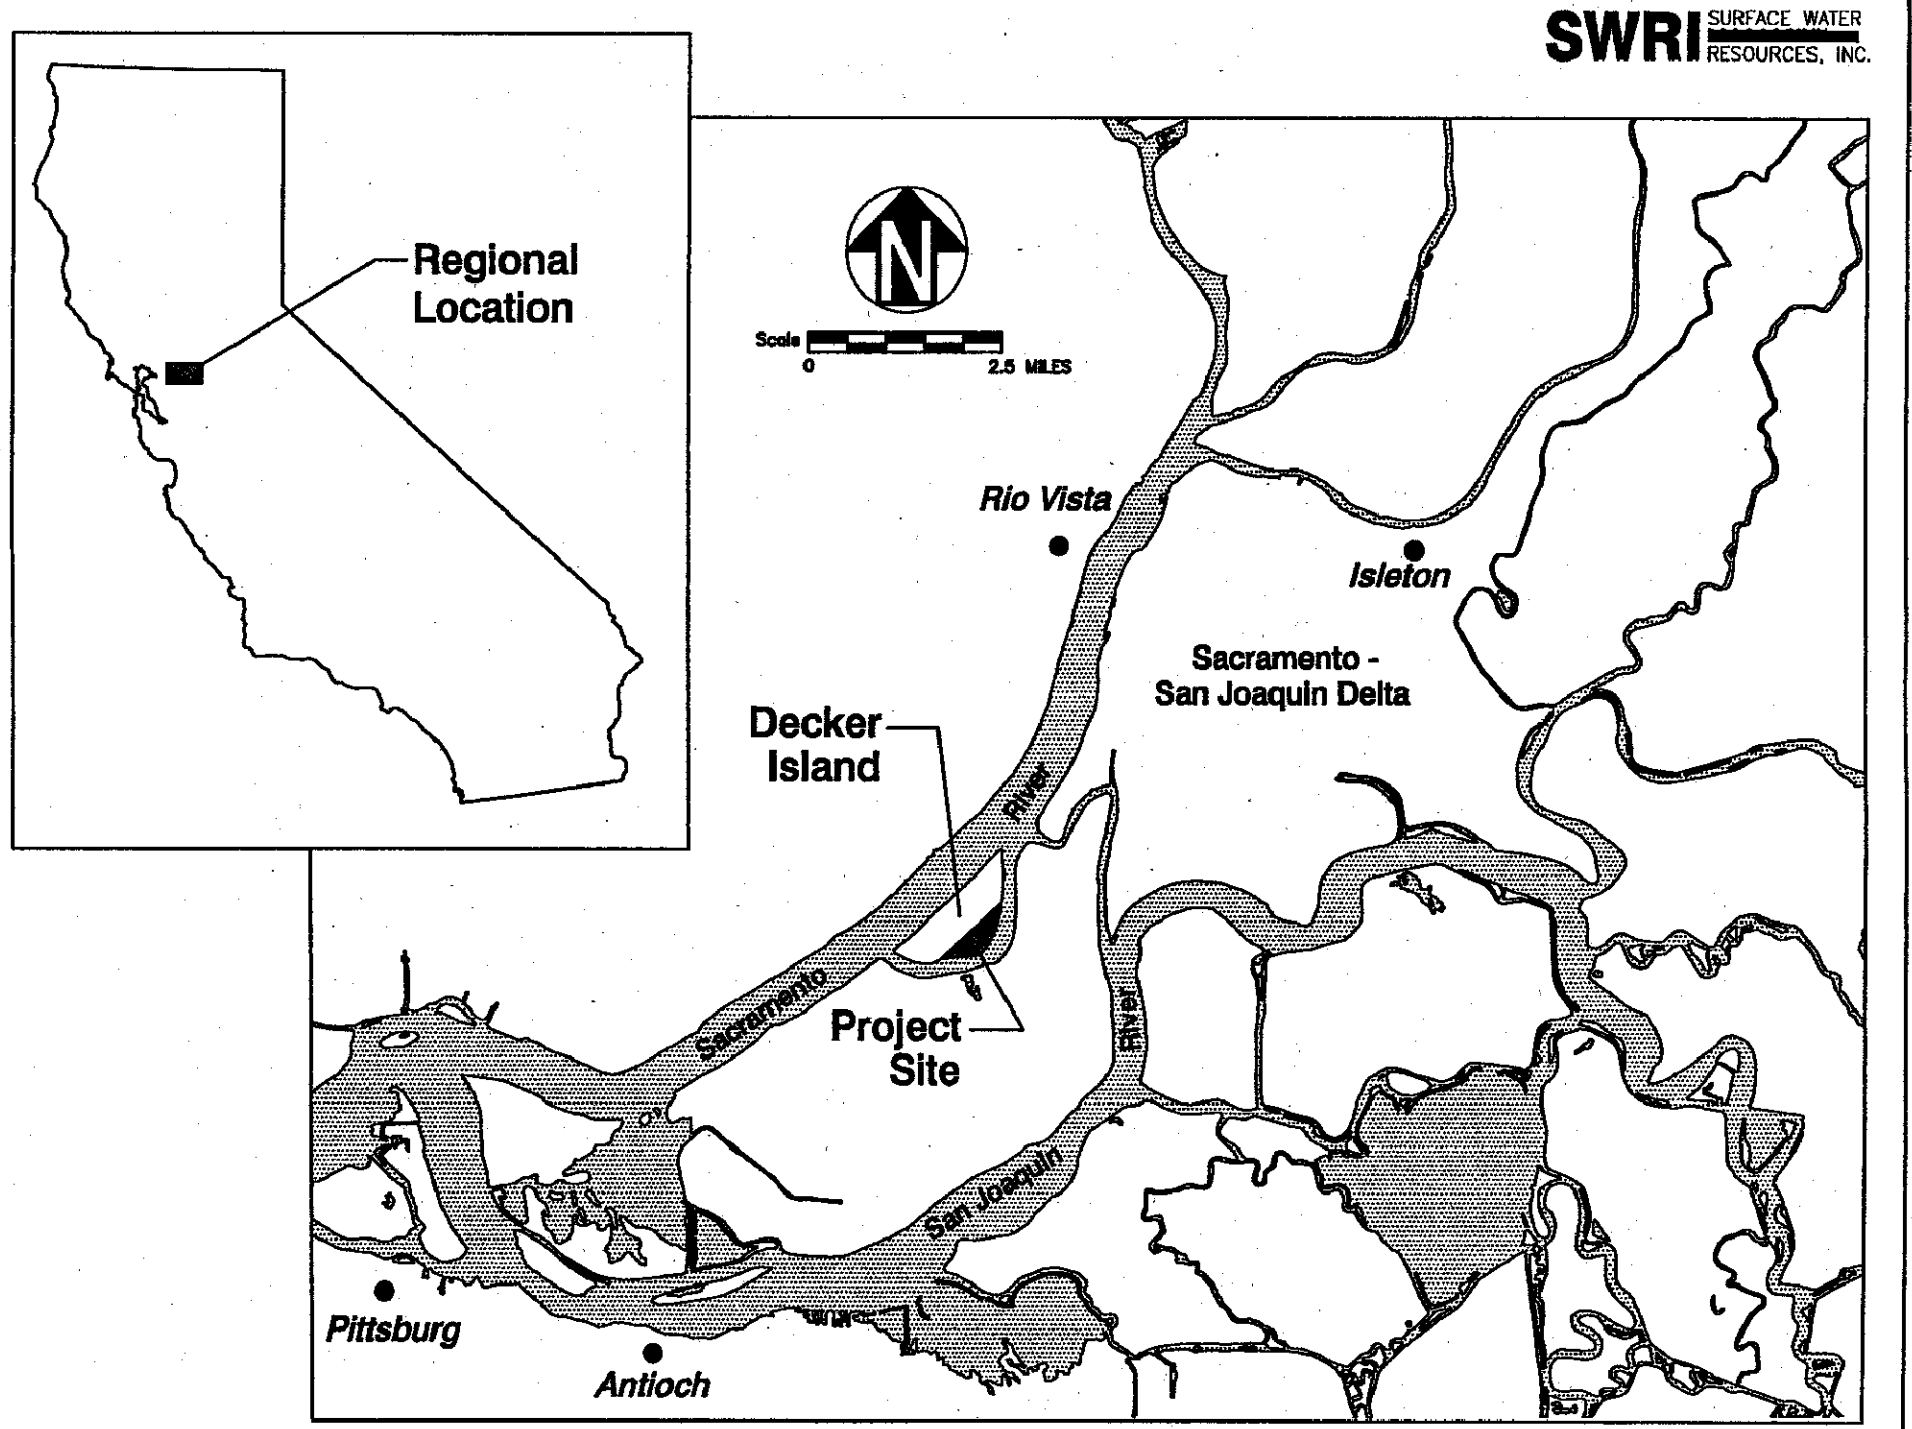 SWRI SURFACE WATER
RESOURCES, INC.
Regional
Location
N
Scale
0 2.5 MILES
Rio Vista
Isleton
Sacramento -
San Joaquin Delta
Decker
Island
River
Sacramento
Project
Site
River
San Joaquin
Pittsburg
Antioch